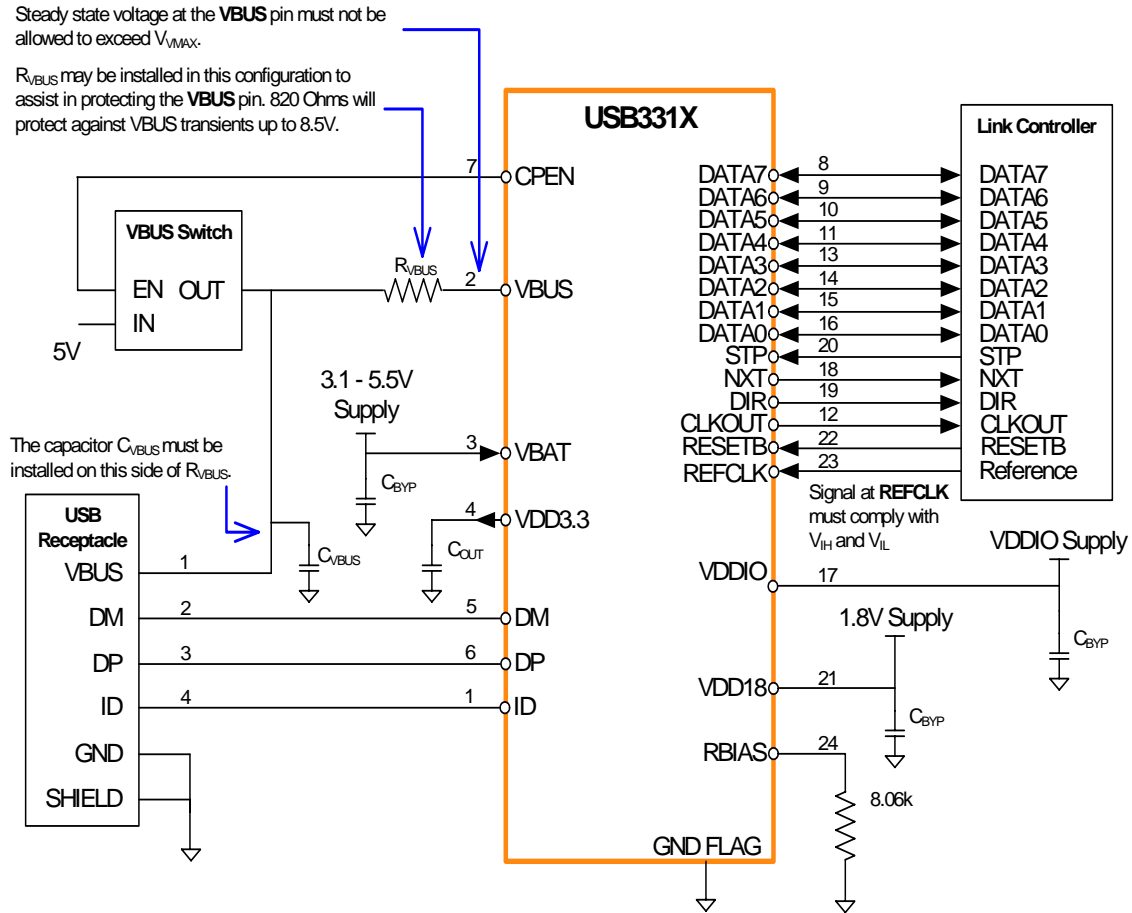 Steady state voltage at the VBUS pin must not be
allowed to exceed VVMAX.
RVBUS may be installed in this configuration to
assist in protecting the VBUS pin. 820 Ohms will
protect against VBUS transients up to 8.5V.
USB331X
Link Controller
7
CPEN
VBUS Switch
EN OUT
IN
5V
RVBUS
2
VBUS
3.1 - 5.5V
Supply
3
VBAT
CBYP
4
VDD3.3
COUT
The capacitor CVBUS must be
installed on this side of RVBUS.
CVBUS
USB
Receptacle
VBUS 1
DM 2 5 DM
DP 3 6 DP
ID 4 1 ID
GND
SHIELD
DATA7 8 DATA7
DATA6 9 DATA6
DATA5 10 DATA5
DATA4 11 DATA4
DATA3 13 DATA3
DATA2 14 DATA2
DATA1 15 DATA1
DATA0 16 DATA0
STP 20 STP
NXT 18 NXT
DIR 19 DIR
CLKOUT 12 CLKOUT
RESETB 22 RESETB
REFCLK 23 Reference
Signal at REFCLK
must comply with
VIH and VIL
VDDIO Supply
VDDIO 17
CBYP
1.8V Supply
VDD18 21
CBYP
RBIAS 24
8.06k
GND FLAG